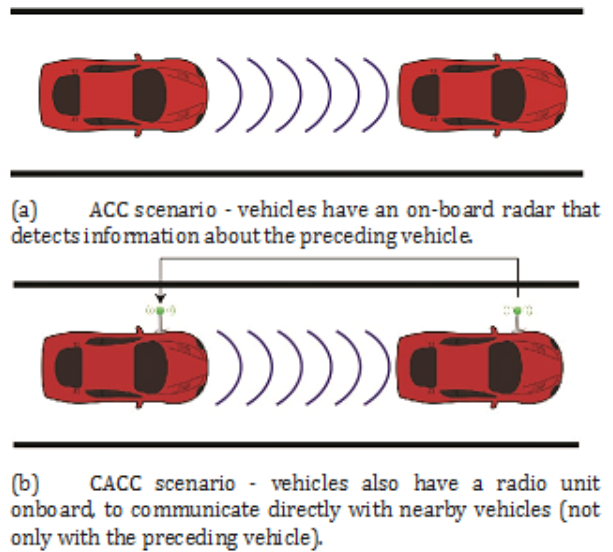 (a) ACC scenario - vehicles have an on-board radar that
detects information about the preceding vehicle.
(b) CACC scenario - vehicles also have a radio unit
onboard, to communicate directly with nearby vehicles (not
only with the preceding vehicle).